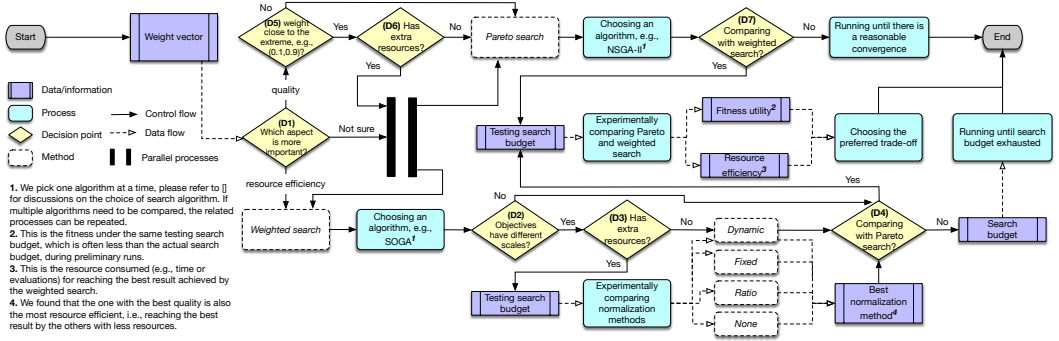 Start
Weight vector
(D5) weight
close to the
extreme, e.g.,
(0.1,0.9)?
Yes
(D6) Has
extra
resources?
No
No
Yes
Pareto search
Choosing an
algorithm, e.g.,
NSGA-II1
(D7)
Comparing
with weighted
search?
No
Yes
Running until there is
a reasonable
convergence
End
quality
(D1)
Which aspect
is more
important?
Not sure
resource efficiency
Data/information
Process
Decision point
Method
Control flow
Data flow
Parallel processes
Testing search
budget
Experimentally
comparing Pareto
and weighted
search
Fitness utility2
Resource
efficiency3
Choosing the
preferred trade-off
Running until search
budget exhausted
Weighted search
Choosing an
algorithm, e.g.,
SOGA1
(D2)
Objectives
have different
scales?
No
Yes
(D3) Has
extra
resources?
No
Yes
Testing search
budget
Experimentally
comparing
normalization
methods
Dynamic
Fixed
Ratio
None
Best
normalization
method4
(D4)
Comparing
with Pareto
search?
Yes
No
Search
budget
1. We pick one algorithm at a time, please refer to []
for discussions on the choice of search algorithm. If
multiple algorithms need to be compared, the related
processes can be repeated.
2. This is the fitness under the same testing search
budget, which is often less than the actual search
budget, during preliminary runs.
3. This is the resource consumed (e.g., time or
evaluations) for reaching the best result achieved by
the weighted search.
4. We found that the one with the best quality is also
the most resource efficient, i.e., reaching the best
result by the others with less resources.